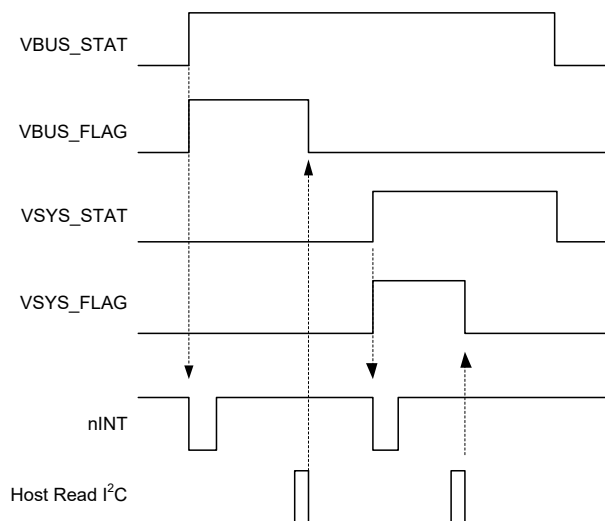 VBUS_STAT
VBUS_FLAG
VSYS_STAT
VSYS_FLAG
nINT
Host Read I²C